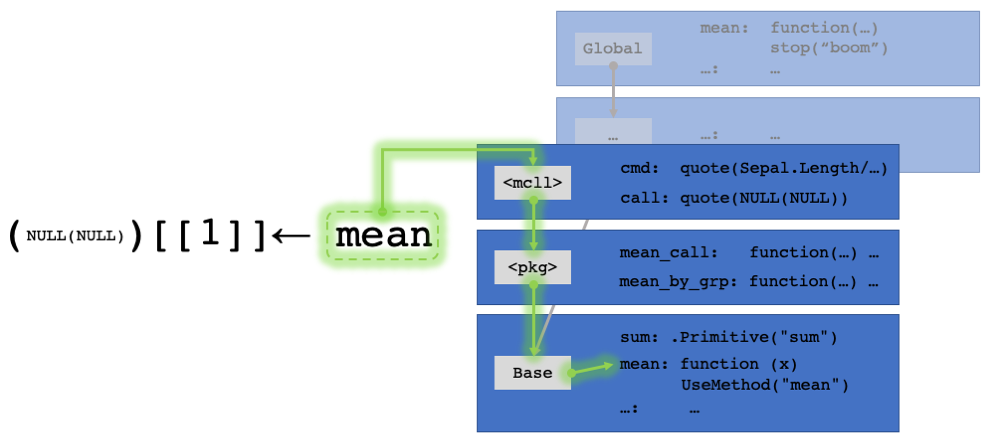 mean: function(…)
Global
stop(“boom”)
…: …
… …: …
cmd: quote(Sepal.Length/…)
<mcll>
call: quote(NULL(NULL))
(NULL(NULL))[[1]]← mean
mean_call: function(…) …
<pkg>
mean_by_grp: function(…) …
sum: .Primitive("sum")
Base
mean: function (x)
UseMethod("mean")
…: …